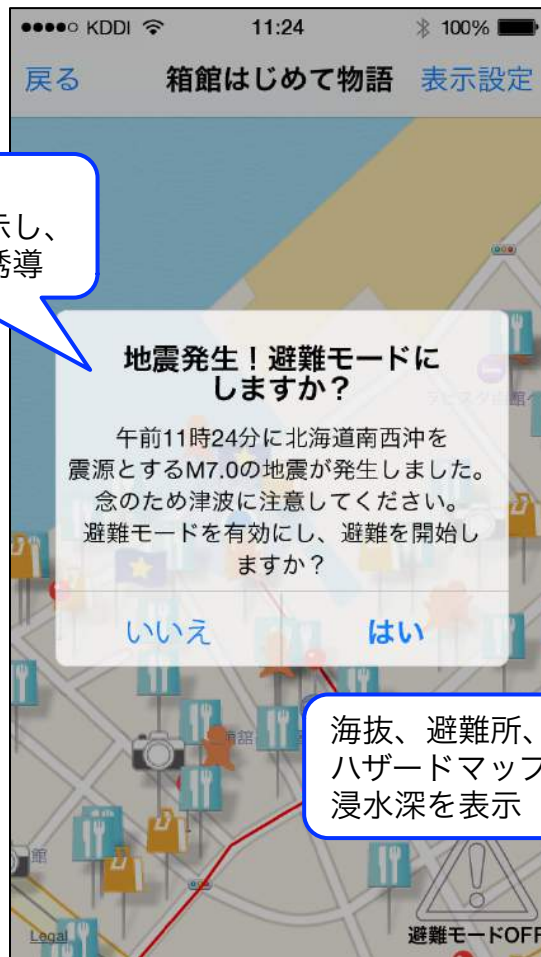 KDDI 11:24 100%
戻る 箱館はじめて物語 表示設定
示し、
誘導
地震発生！避難モードに
しますか？
午前11時24分に北海道南西沖を
震源とするM7.0の地震が発生しました。
念のため津波に注意してください。
避難モードを有効にし、避難を開始し
ますか？
いいえ はい
海抜、避難所、
ハザードマップ
浸水深を表示
館
Legal
避難モードOFF